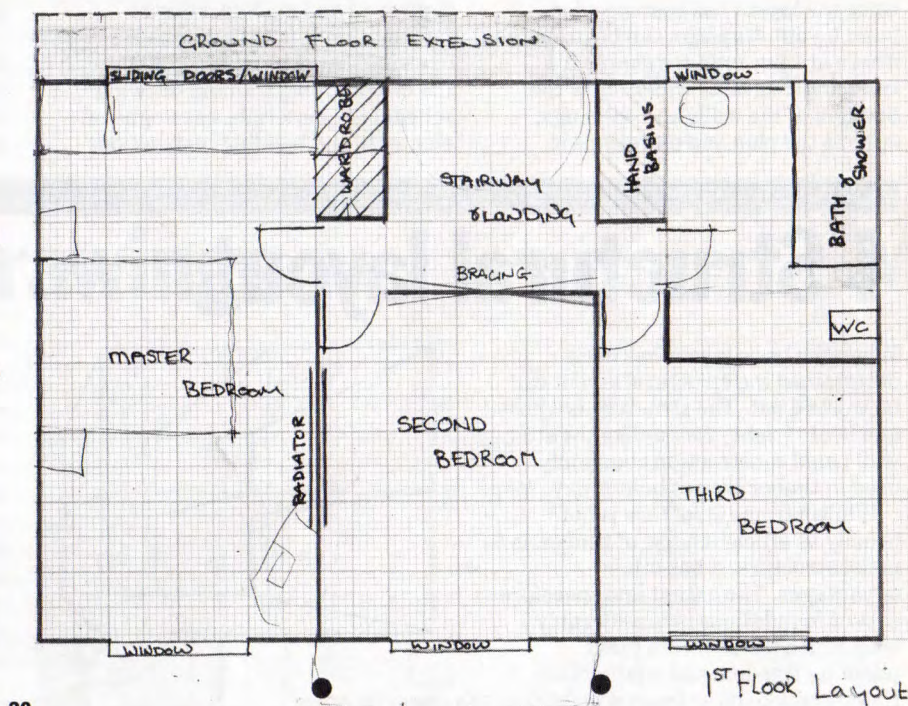 GROUND FLOOR EXTENSION
SLIDING DOORS/WINDOW
WINDOW
WARDROBE
HAND
BASINS
BATH &
SHOWER
STAIRWAY
& LANDING
BRACING
WC
MASTER
BEDROOM
RADIATOR
SECOND
BEDROOM
THIRD
BEDROOM
WINDOW
WINDOW
WINDOW
1ST FLOOR Layout